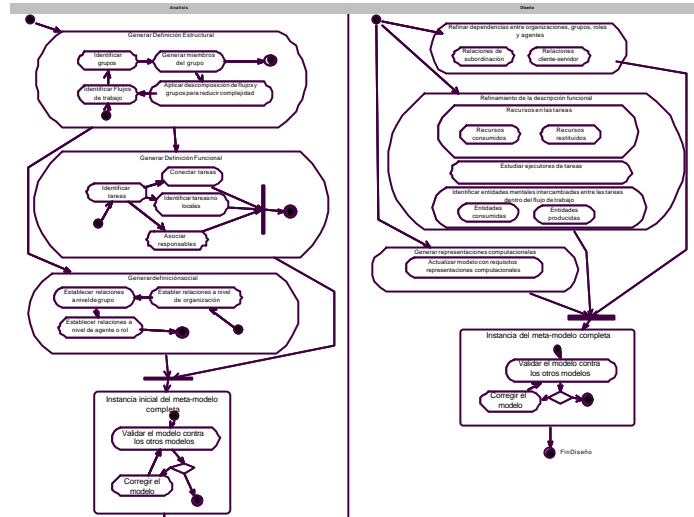 Analisis
Diseño
Generar Definición Estructural
Identificar
grupos
Generar miembros
del grupo
Identificar Flujos
de trabajo
Aplicar descomposición de flujos y
grupos para reducir complejidad
Generar Definición Funcional
Conectar tareas
Identificar
tareas
Identificar tareas no
locales
Asociar
responsables
Generar definición social
Establecer relaciones
a nivel de grupo
Establer relaciones a nivel
de organización
Establecer relaciones a
nivel de agente o rol
Instancia inicial del meta-modelo
completa
Validar el modelo contra
los otros modelos
Corregir el
modelo
Refinar dependencias entre organizaciones, grupos, roles
y agentes
Relaciones de
subordinación
Relaciones
cliente-servidor
Refinamiento de la descripción funcional
Recursos en las tareas
Recursos
consumidos
Recursos
restituidos
Estudiar ejecutores de tareas
Identificar entidades mentales intercambiadas entre las tareas
dentro del flujo de trabajo
Entidades
consumidas
Entidades
producidas
Generar representaciones computacionales
Actualizar modelo con requisitos
representaciones computacionales
Instancia del meta-modelo completa
Validar el modelo contra
los otros modelos
Corregir el
modelo
FinDiseño